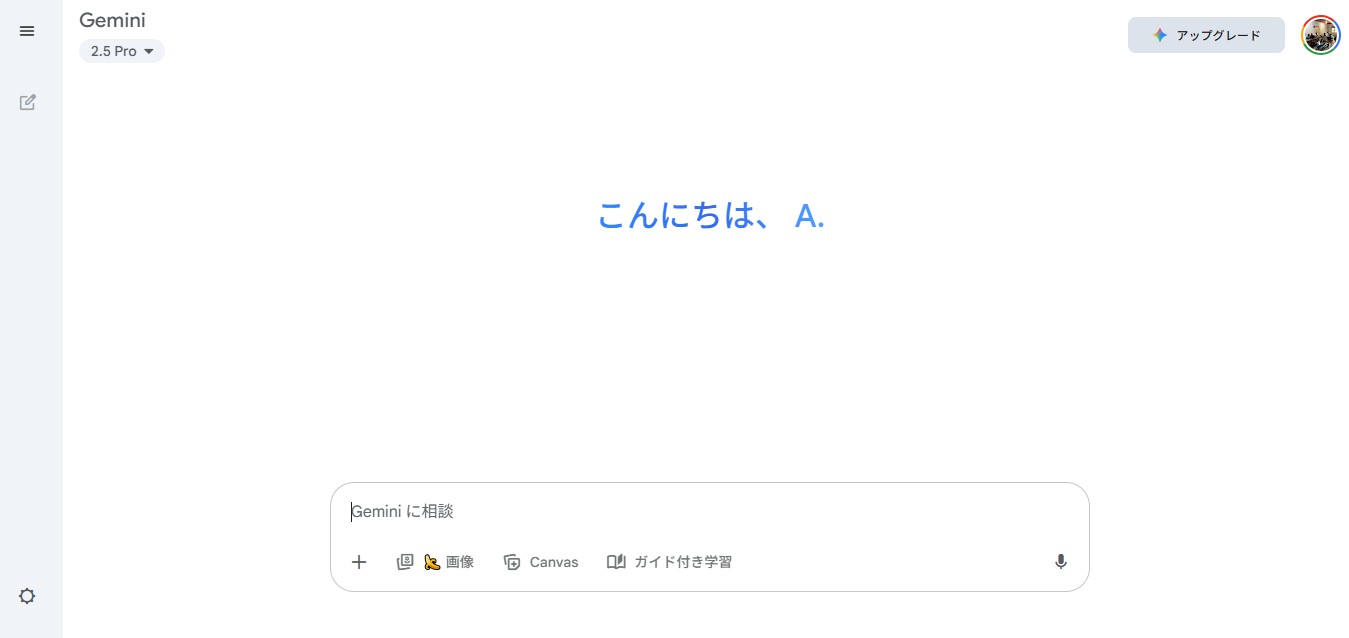 Gemini
2.5 Pro
アップグレード
こんにちは、 A.
Gemini に相談
画像
Canvas
ガイド付き学習